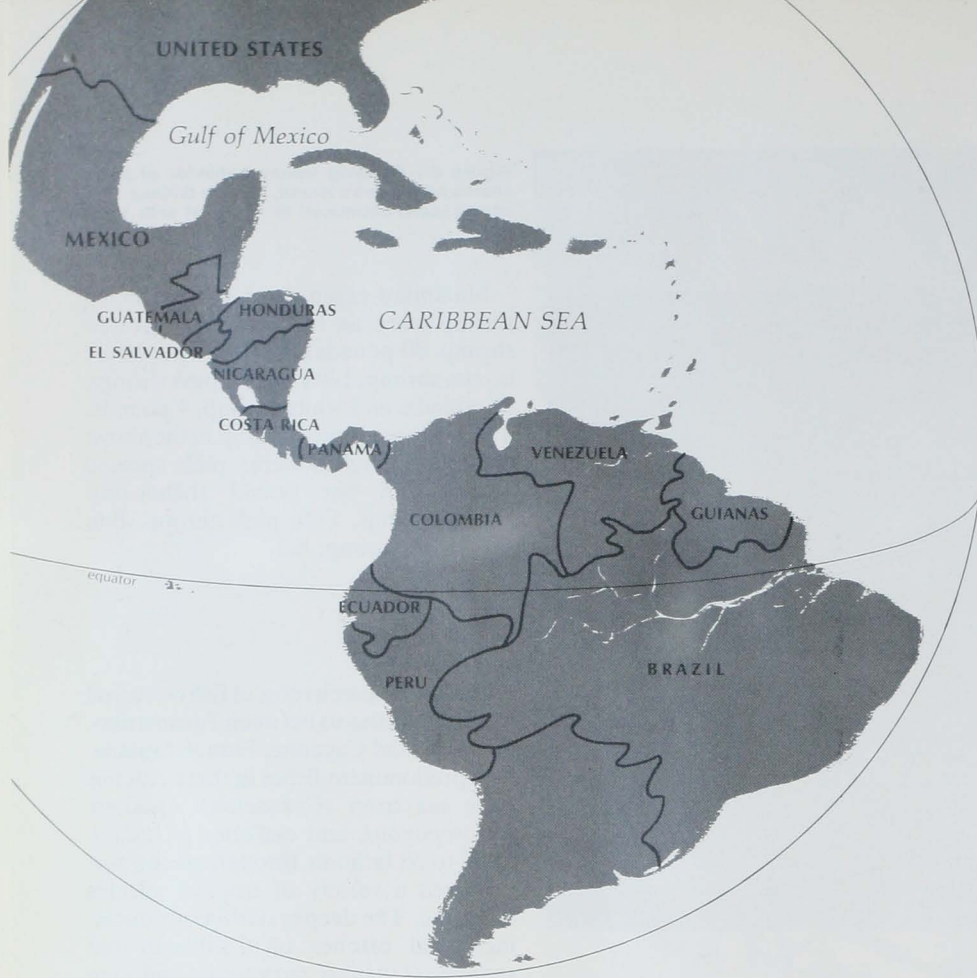 UNITED STATES
Gulf of Mexico
MEXICO
GUATEMALA
HONDURAS
CARIBBEAN SEA
EL SALVADOR
NICARAGUA
COSTA RICA
PANAMA
VENEZUELA
COLOMBIA
GUIANAS
equator
ECUADOR
BRAZIL
PERU